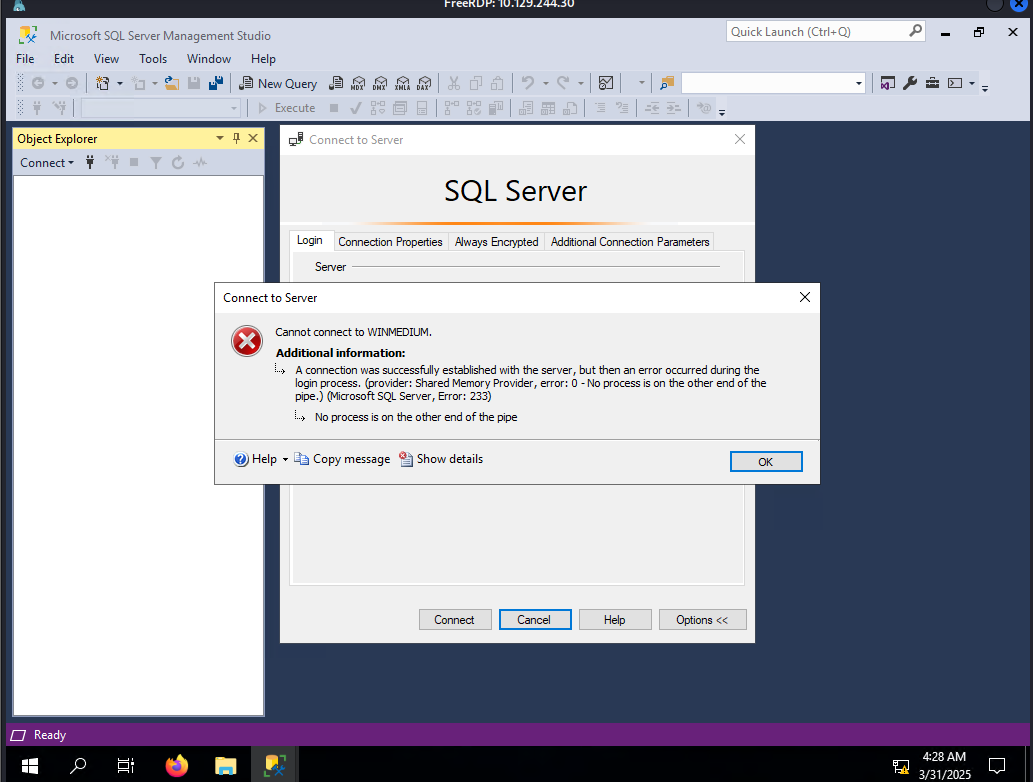 FreeRDP: 10.129.244.30
Microsoft SQL Server Management Studio
Quick Launch (Ctrl+Q)
File Edit View Tools Window Help
New Query MDX DMX XMLA DAX
Execute
Object Explorer
Connect
Connect to Server
SQL Server
Login Connection Properties Always Encrypted Additional Connection Parameters
Server
Connect to Server
Cannot connect to WINMEDIUM.
Additional information:
A connection was successfully established with the server, but then an error occurred during the
login process. (provider: Shared Memory Provider, error: 0 - No process is on the other end of the
pipe.) (Microsoft SQL Server, Error: 233)
No process is on the other end of the pipe
Help Copy message Show details OK
Connect Cancel Help Options <<
Ready
4:28 AM
3/31/2025